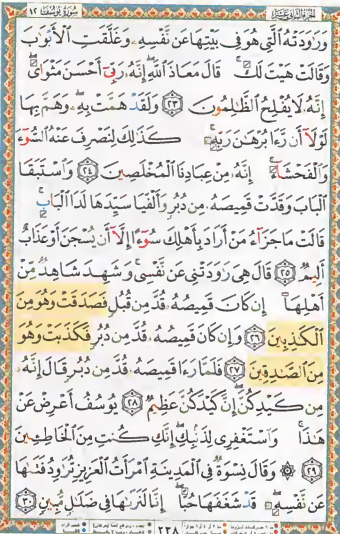 الجزء الثاني عشر سورة يوسف ١٢
وَرَٰوَدَتْهُ ٱلَّتِى هُوَ فِى بَيْتِهَا عَن نَّفْسِهِۦ وَغَلَّقَتِ ٱلْأَبْوَٰبَ
وَقَالَتْ هَيْتَ لَكَ ۚ قَالَ مَعَاذَ ٱللَّهِ ۖ إِنَّهُۥ رَبِّىٓ أَحْسَنَ مَثْوَاىَ ۖ
إِنَّهُۥ لَا يُفْلِحُ ٱلظَّٰلِمُونَ ٢٣ وَلَقَدْ هَمَّتْ بِهِۦ ۖ وَهَمَّ بِهَا
لَوْلَآ أَن رَّءَا بُرْهَٰنَ رَبِّهِۦ ۚ كَذَٰلِكَ لِنَصْرِفَ عَنْهُ ٱلسُّوٓءَ
وَٱلْفَحْشَآءَ ۚ إِنَّهُۥ مِنْ عِبَادِنَا ٱلْمُخْلَصِينَ ٢٤ وَٱسْتَبَقَا
ٱلْبَابَ وَقَدَّتْ قَمِيصَهُۥ مِن دُبُرٍ وَأَلْفَيَا سَيِّدَهَا لَدَا ٱلْبَابِ ۚ
قَالَتْ مَا جَزَآءُ مَنْ أَرَادَ بِأَهْلِكَ سُوٓءًا إِلَّآ أَن يُسْجَنَ أَوْ عَذَابٌ
أَلِيمٌ ٢٥ قَالَ هِىَ رَٰوَدَتْنِى عَن نَّفْسِى ۚ وَشَهِدَ شَاهِدٌ مِّنْ
أَهْلِهَآ إِن كَانَ قَمِيصُهُۥ قُدَّ مِن قُبُلٍ فَصَدَقَتْ وَهُوَ مِنَ
ٱلْكَٰذِبِينَ ٢٦ وَإِن كَانَ قَمِيصُهُۥ قُدَّ مِن دُبُرٍ فَكَذَبَتْ وَهُوَ
مِنَ ٱلصَّٰدِقِينَ ٢٧ فَلَمَّا رَءَا قَمِيصَهُۥ قُدَّ مِن دُبُرٍ قَالَ إِنَّهُۥ
مِن كَيْدِكُنَّ ۖ إِنَّ كَيْدَكُنَّ عَظِيمٌ ٢٨ يُوسُفُ أَعْرِضْ عَنْ
هَٰذَا ۚ وَٱسْتَغْفِرِى لِذَنۢبِكِ ۖ إِنَّكِ كُنتِ مِنَ ٱلْخَاطِـِٔينَ
٢٩ ۞ وَقَالَ نِسْوَةٌ فِى ٱلْمَدِينَةِ ٱمْرَأَتُ ٱلْعَزِيزِ تُرَٰوِدُ فَتَىٰهَا
عَن نَّفْسِهِۦ ۖ قَدْ شَغَفَهَا حُبًّا ۖ إِنَّا لَنَرَىٰهَا فِى ضَلَٰلٍ مُّبِينٍ ٣٠
٢٣٨